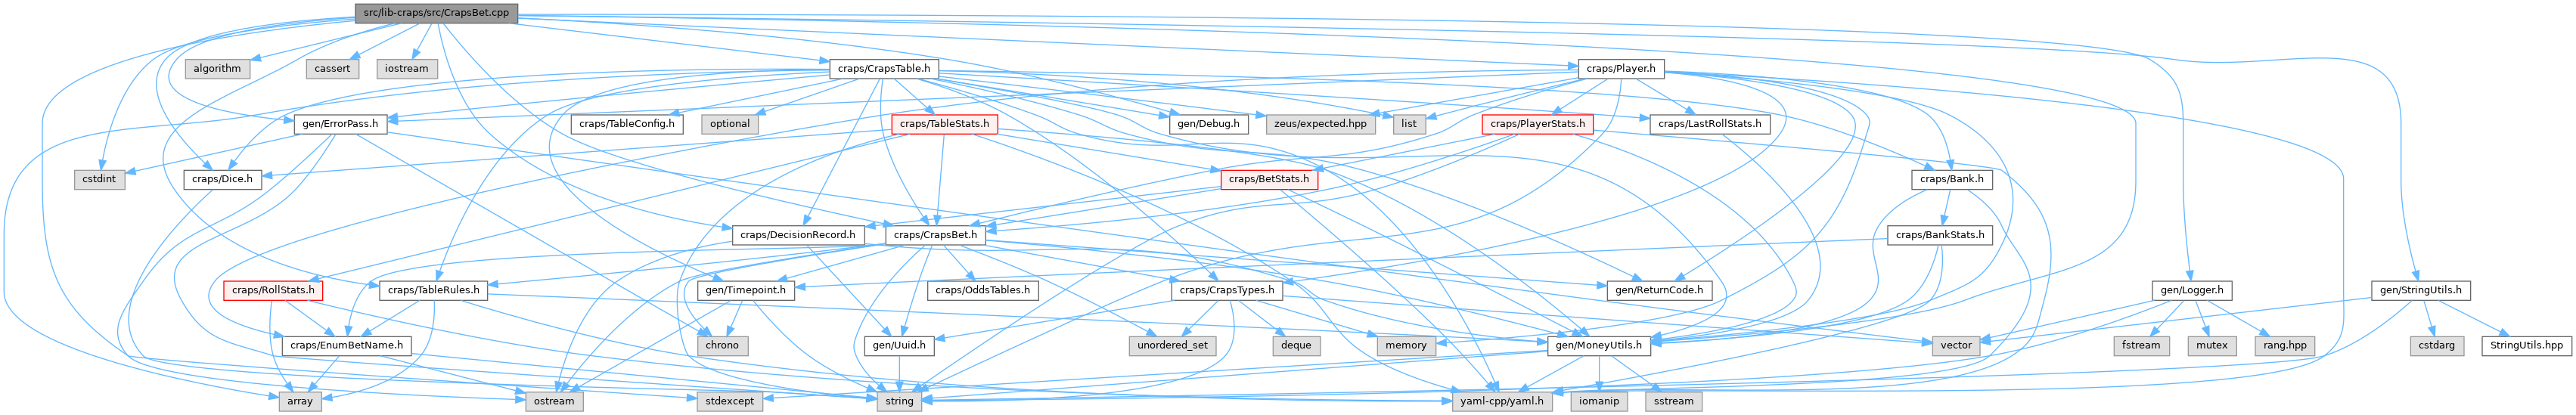 src/lib-craps/src/CrapsBet.cpp
algorithm
cassert
iostream
craps/CrapsTable.h
craps/Player.h
gen/ErrorPass.h
craps/TableConfig.h
optional
craps/TableStats.h
gen/Debug.h
zeus/expected.hpp
list
craps/PlayerStats.h
craps/LastRollStats.h
cstdint
craps/Dice.h
craps/BetStats.h
craps/Bank.h
craps/DecisionRecord.h
craps/CrapsBet.h
craps/BankStats.h
craps/RollStats.h
craps/TableRules.h
gen/Timepoint.h
craps/OddsTables.h
craps/CrapsTypes.h
gen/ReturnCode.h
gen/Logger.h
gen/StringUtils.h
craps/EnumBetName.h
chrono
gen/Uuid.h
unordered_set
deque
memory
gen/MoneyUtils.h
vector
fstream
mutex
rang.hpp
cstdarg
StringUtils.hpp
array
ostream
stdexcept
string
yaml-cpp/yaml.h
iomanip
sstream